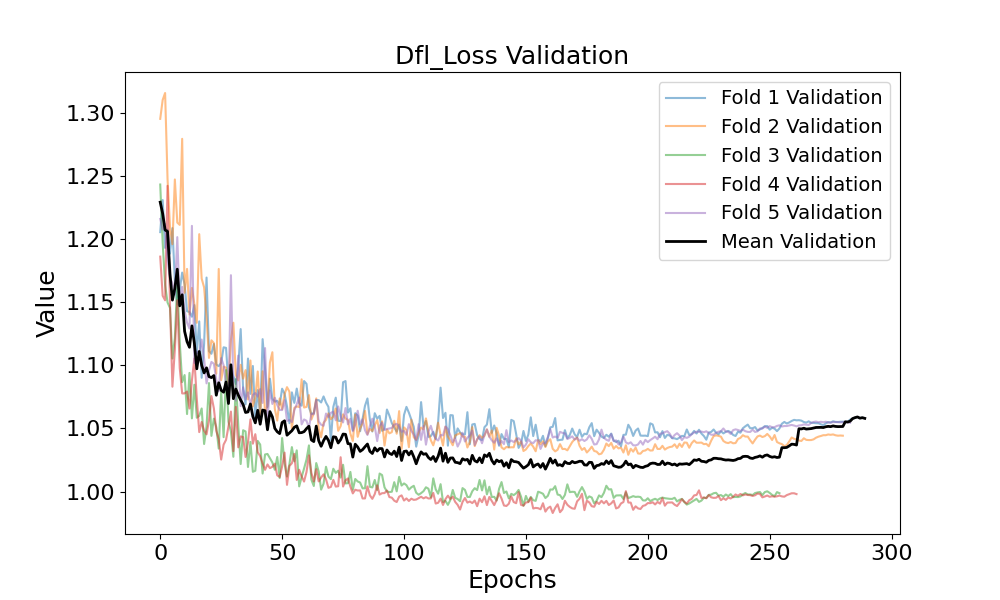 Dfl_Loss Validation
Value
1.30
1.25
1.20
1.15
1.10
1.05
1.00
Fold 1 Validation
Fold 2 Validation
Fold 3 Validation
Fold 4 Validation
Fold 5 Validation
Mean Validation
0 50 100 150 200 250 300
Epochs